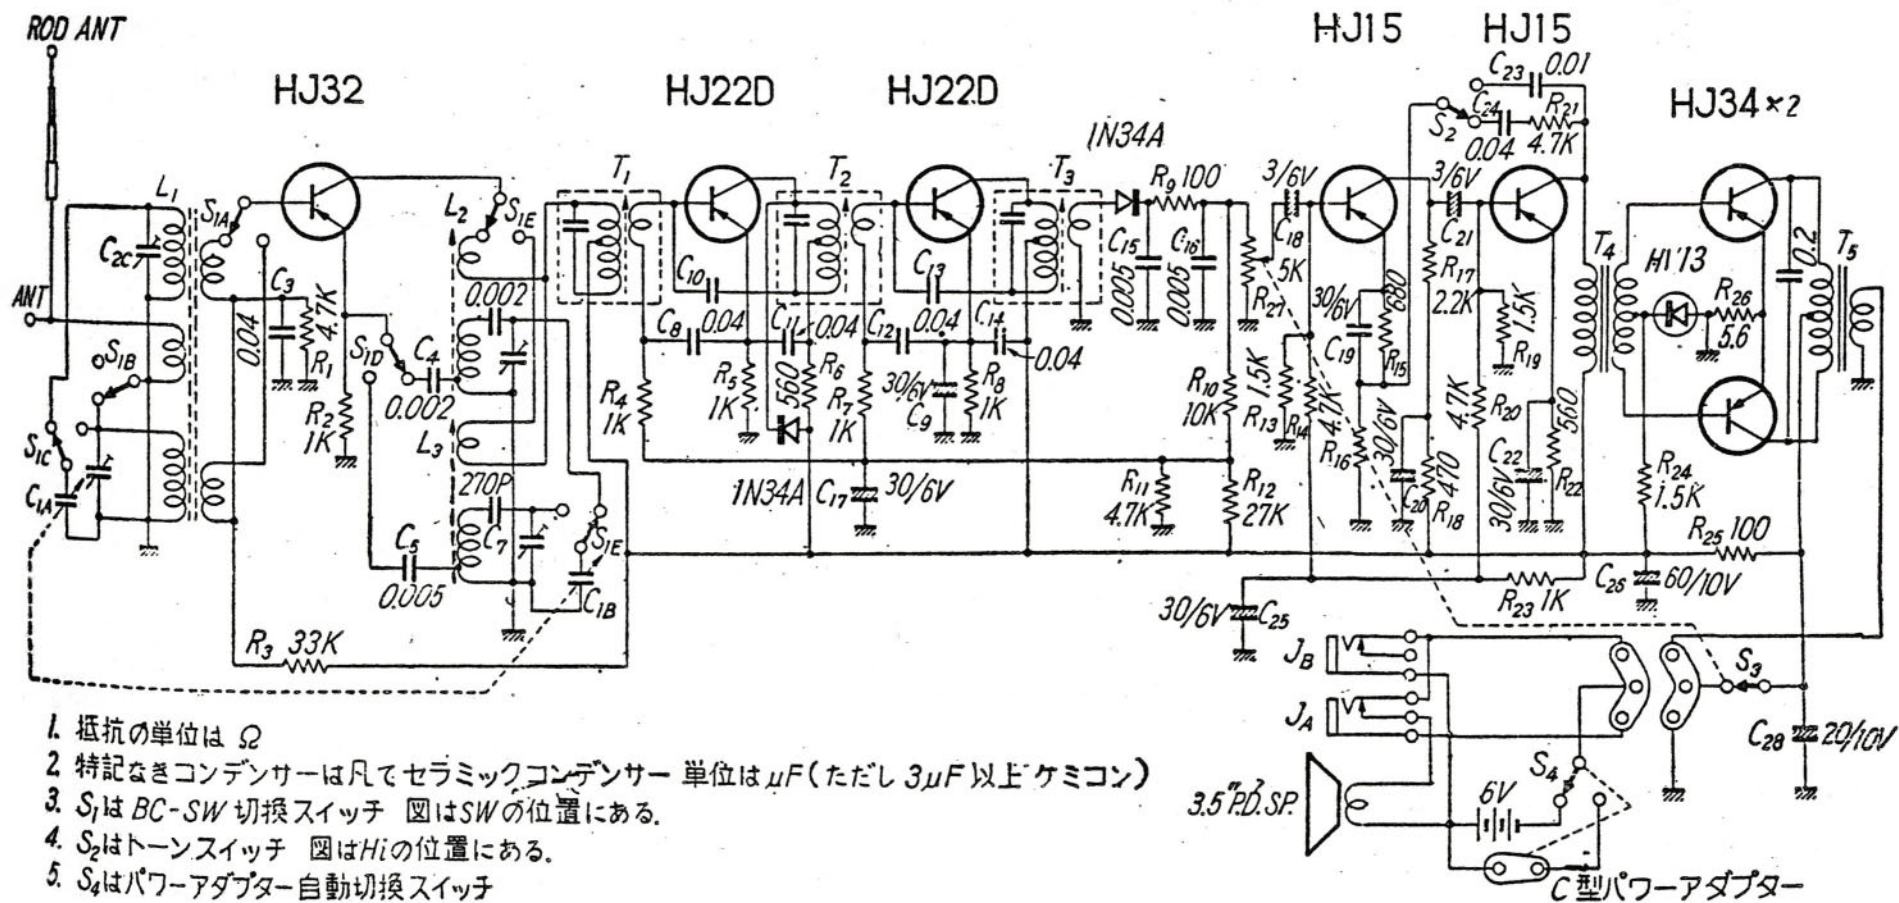 ROD ANT
HJ32
HJ22D
HJ22D
HJ15
HJ15
HJ34×2
L₁
S₁A
C₂C
C₃
0.04
4.7K
R₁
ANT
S₁B
S₁C
C₁A
R₂
1K
S₁D
C₄
0.002
L₂
S₁E
0.002
L₃
270P
C₇
C₅
0.005
S₁E
C₁B
R₃ 33K
T₁
C₁₀
0.04
C₈
R₄
1K
R₅
1K
T₂
C₁₁
0.04
560
R₆
R₇
1K
1N34A
C₁₂
C₁₃
0.04
30/6V
C₉
R₈
1K
C₁₄
0.04
C₁₇
30/6V
T₃
1N34A
R₉ 100
C₁₅
0.005
C₁₆
0.005
5K
R₂₇
R₁₀
10K
R₁₁
4.7K
R₁₂
27K
3/6V
C₁₈
1.5K
R₁₃
4.7K
R₁₄
30/6V
C₁₉
680
R₁₅
R₁₆
30/6V
C₂₀
470
R₁₈
R₁₇
2.2K
3/6V
C₂₁
S₂
C₂₃
0.01
C₂₄
0.04
R₂₁
4.7K
1.5K
R₁₉
4.7K
R₂₀
C₂₂
30/6V
560
R₂₂
R₂₃ 1K
30/6V
C₂₅
T₄
HV13
R₂₆
5.6
0.2
T₅
R₂₄
1.5K
R₂₅ 100
C₂₆
60/10V
S₃
C₂₈
20/10V
J_B
J_A
3.5"P.D.SP.
6V
S₄
C型パワーアダプター
1. 抵抗の単位は Ω
2. 特記なきコンデンサーは凡てセラミックコンデンサー 単位はμF(ただし 3μF以上ケミコン)
3. S₁はBC-SW 切換スイッチ 図はSWの位置にある.
4. S₂はトーンスイッチ 図はHiの位置にある.
5. S₄はパワーアダプター自動切換スイッチ